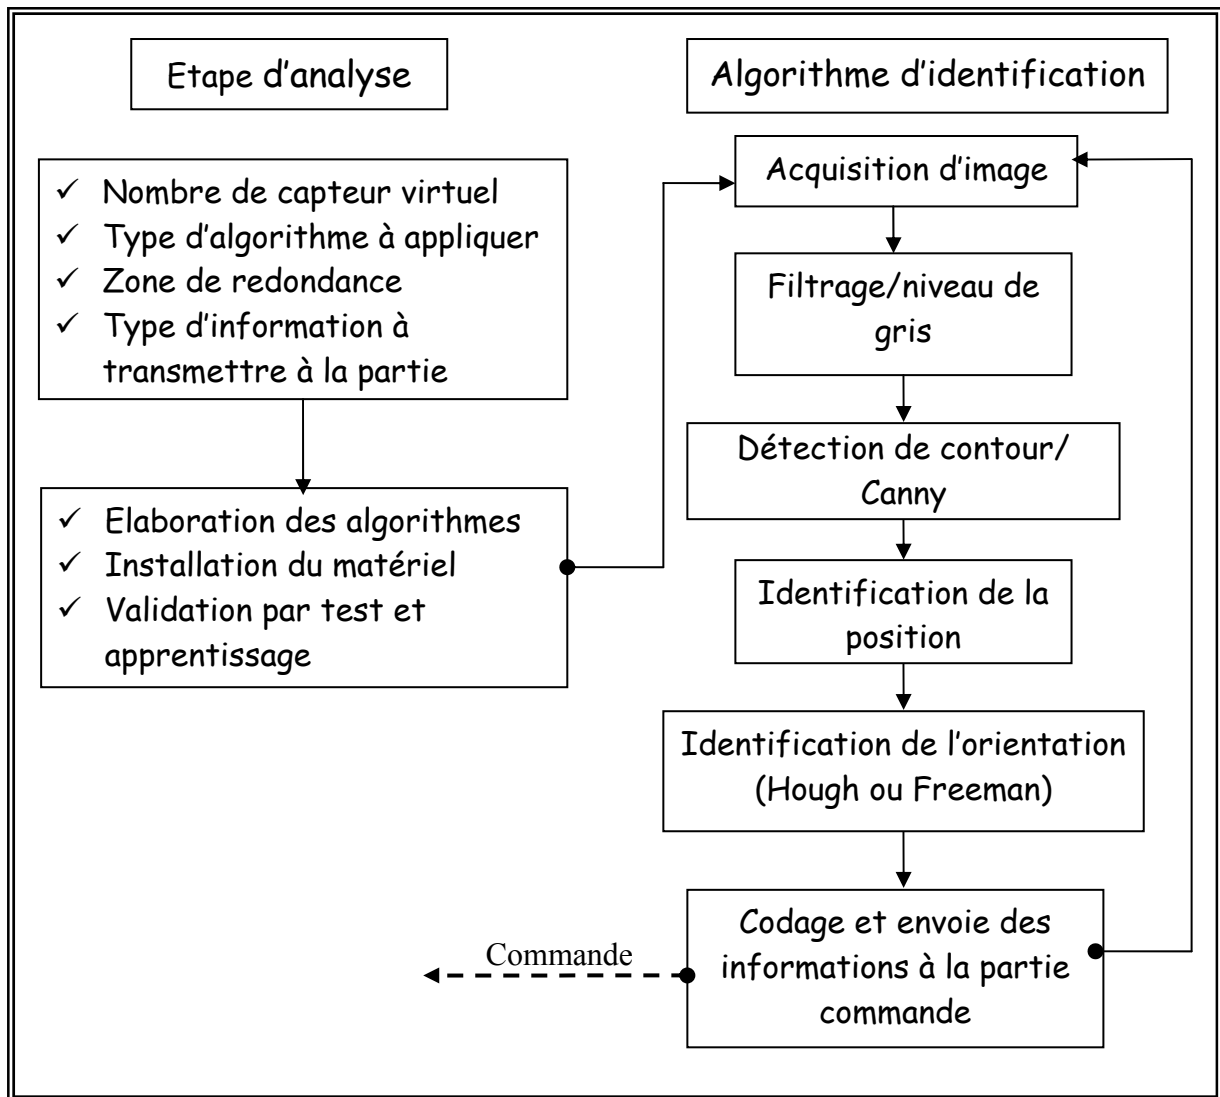 Etape d'analyse
✓ Nombre de capteur virtuel
✓ Type d'algorithme à appliquer
✓ Zone de redondance
✓ Type d'information à
transmettre à la partie
✓ Elaboration des algorithmes
✓ Installation du matériel
✓ Validation par test et
apprentissage
Algorithme d'identification
Acquisition d'image
Filtrage/niveau de
gris
Détection de contour/
Canny
Identification de la
position
Identification de l'orientation
(Hough ou Freeman)
Codage et envoie des
informations à la partie
commande
Commande